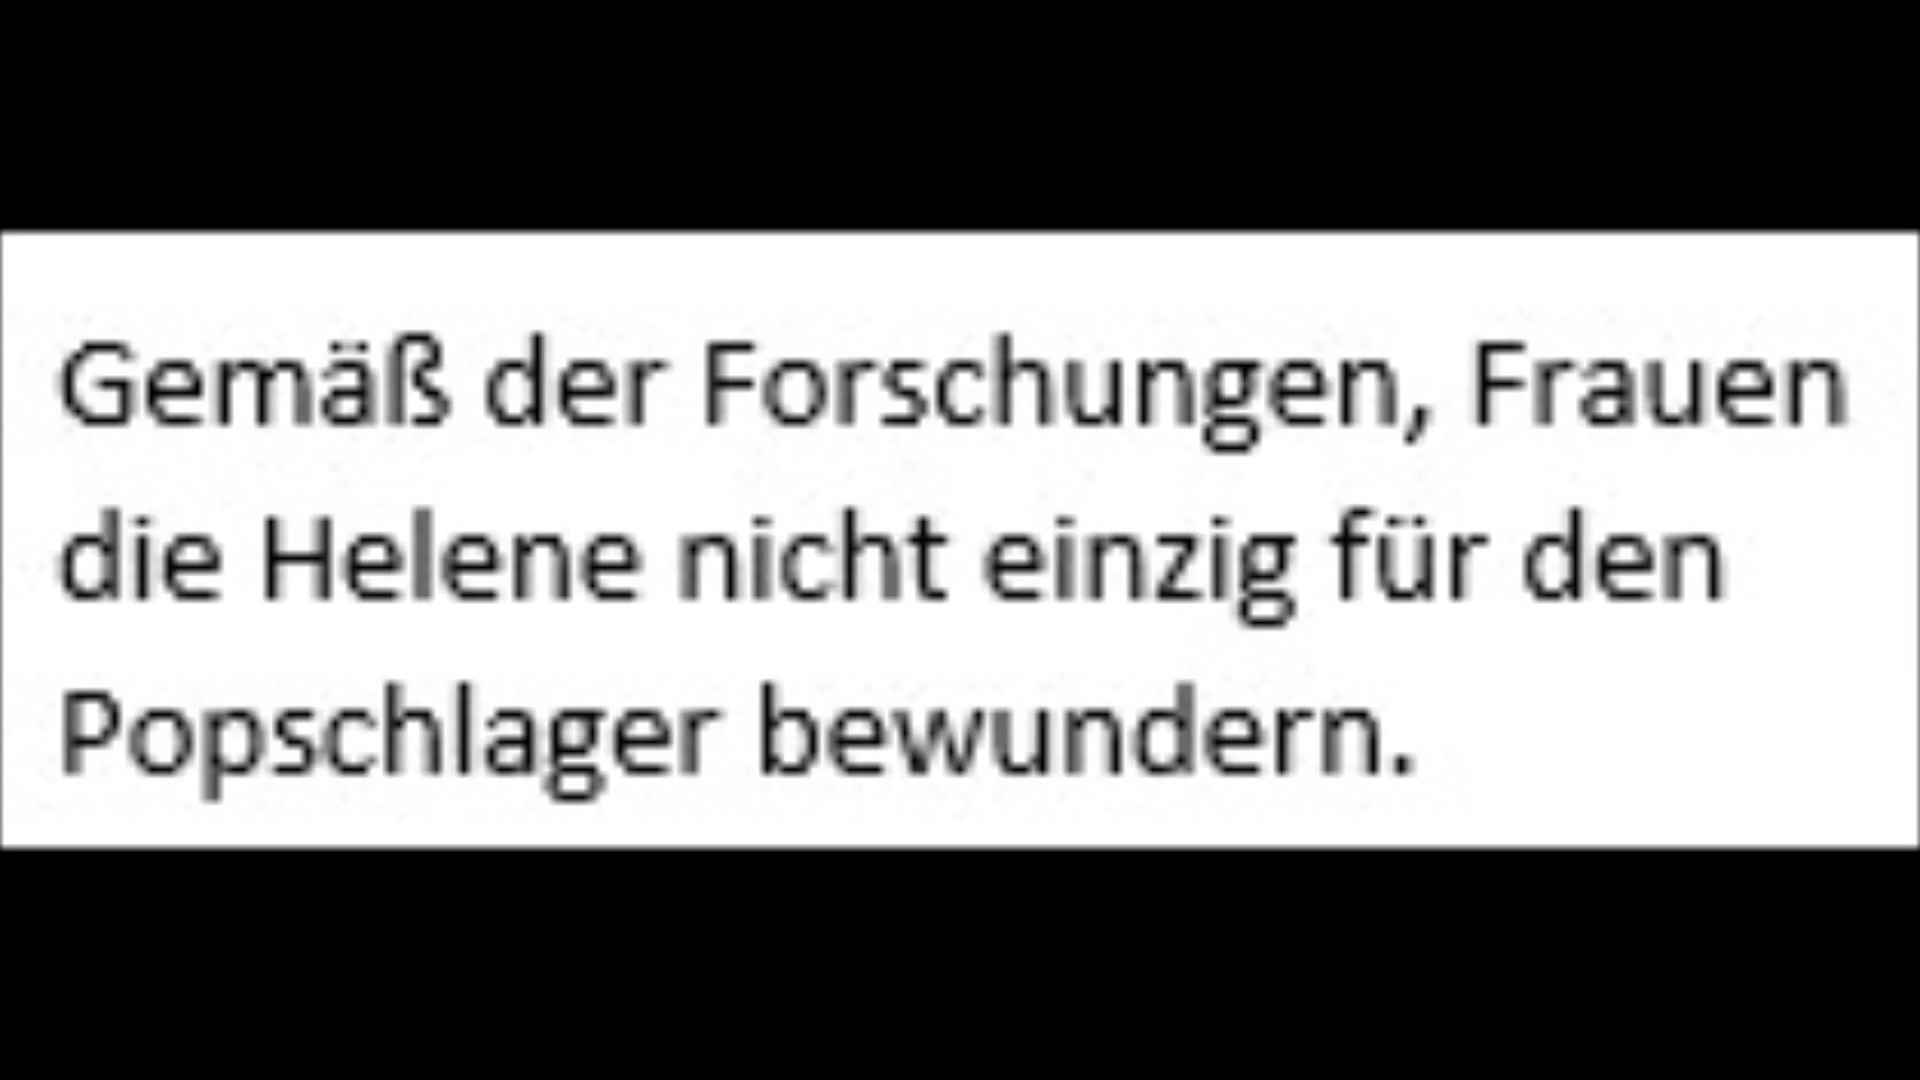 Gemäß der Forschungen, Frauen
die Helene nicht einzig für den
Popschlager bewundern.